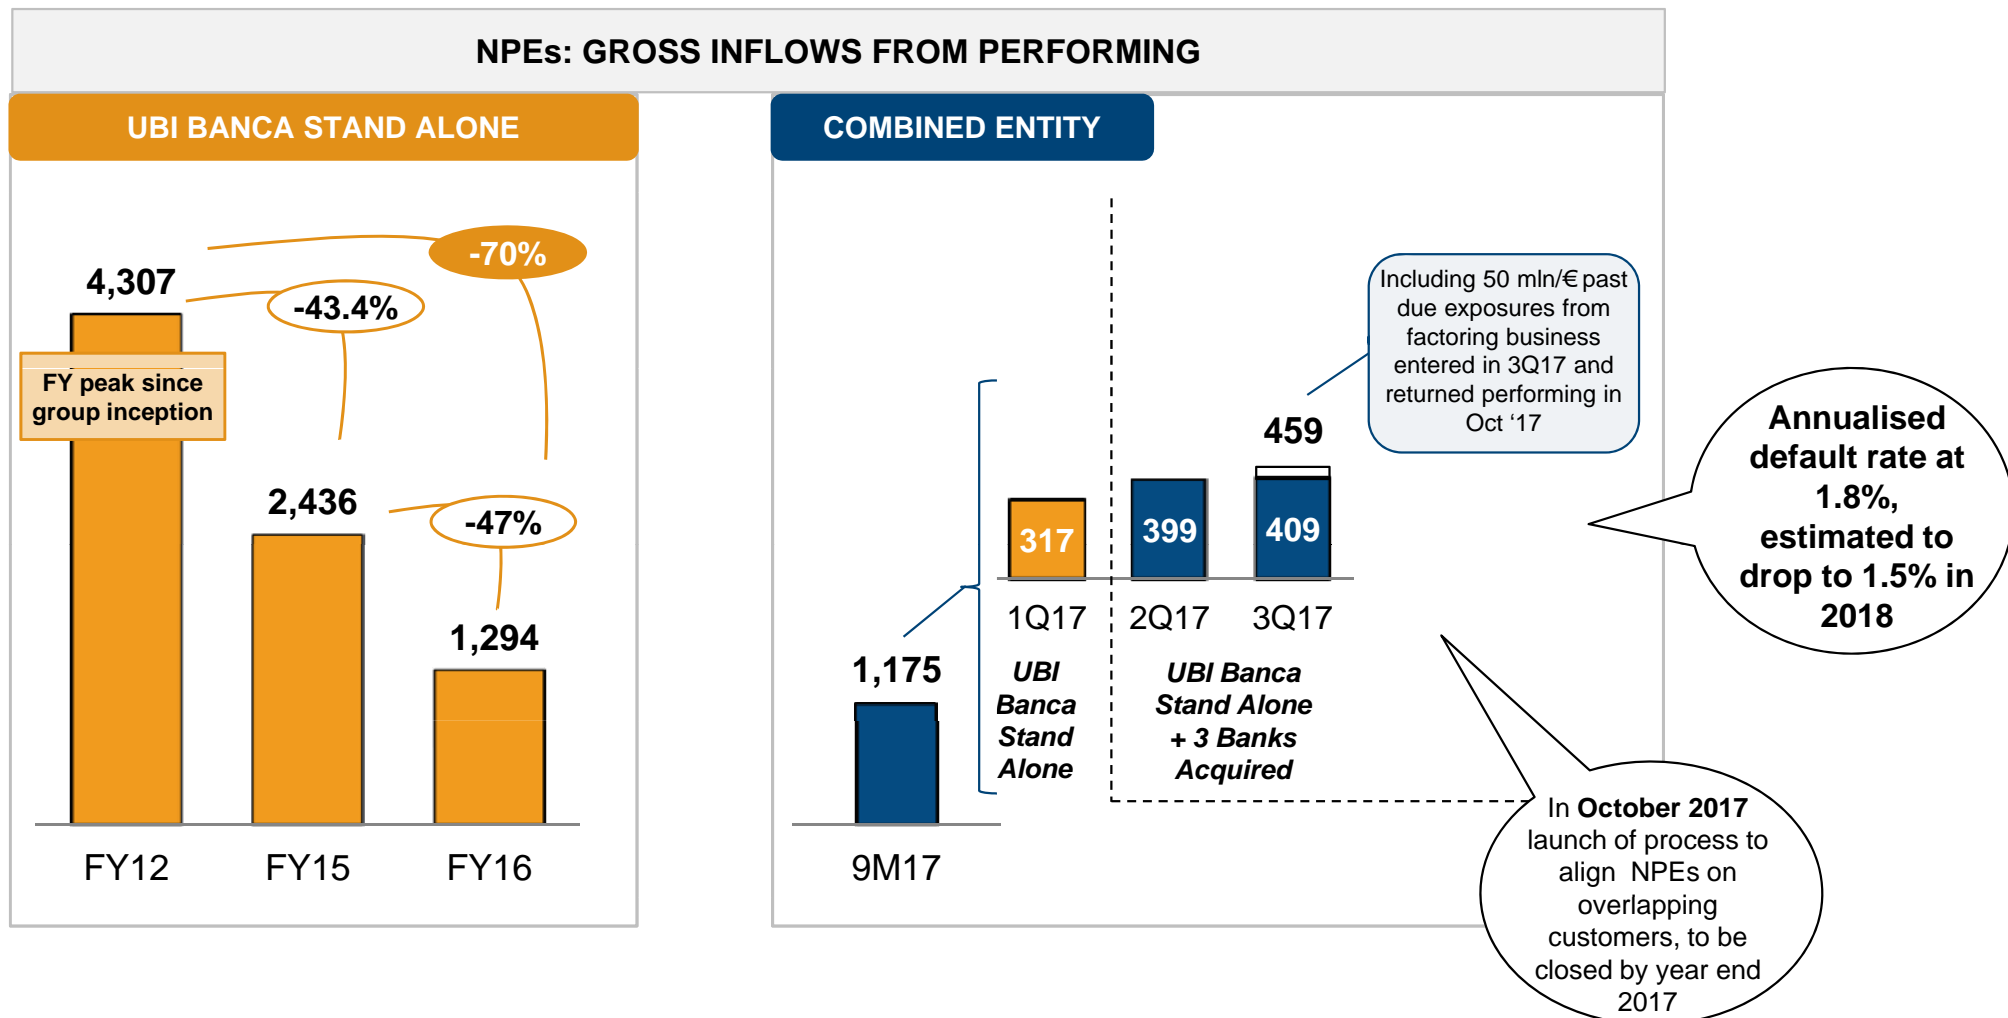 NPEs: GROSS INFLOWS FROM PERFORMING
UBI BANCA STAND ALONE
-70%
4,307
-43.4%
FY peak since
group inception
2,436
-47%
1,294
FY12
FY15
FY16
COMBINED ENTITY
Including 50 mln/€ past
due exposures from
factoring business
entered in 3Q17 and
returned performing in
Oct ‘17
459
317
399
409
1Q17
2Q17
3Q17
1,175
UBI
Banca
Stand
Alone
UBI Banca
Stand Alone
+ 3 Banks
Acquired
9M17
Annualised
default rate at
1.8%,
estimated to
drop to 1.5% in
2018
In October 2017
launch of process to
align NPEs on
overlapping
customers, to be
closed by year end
2017